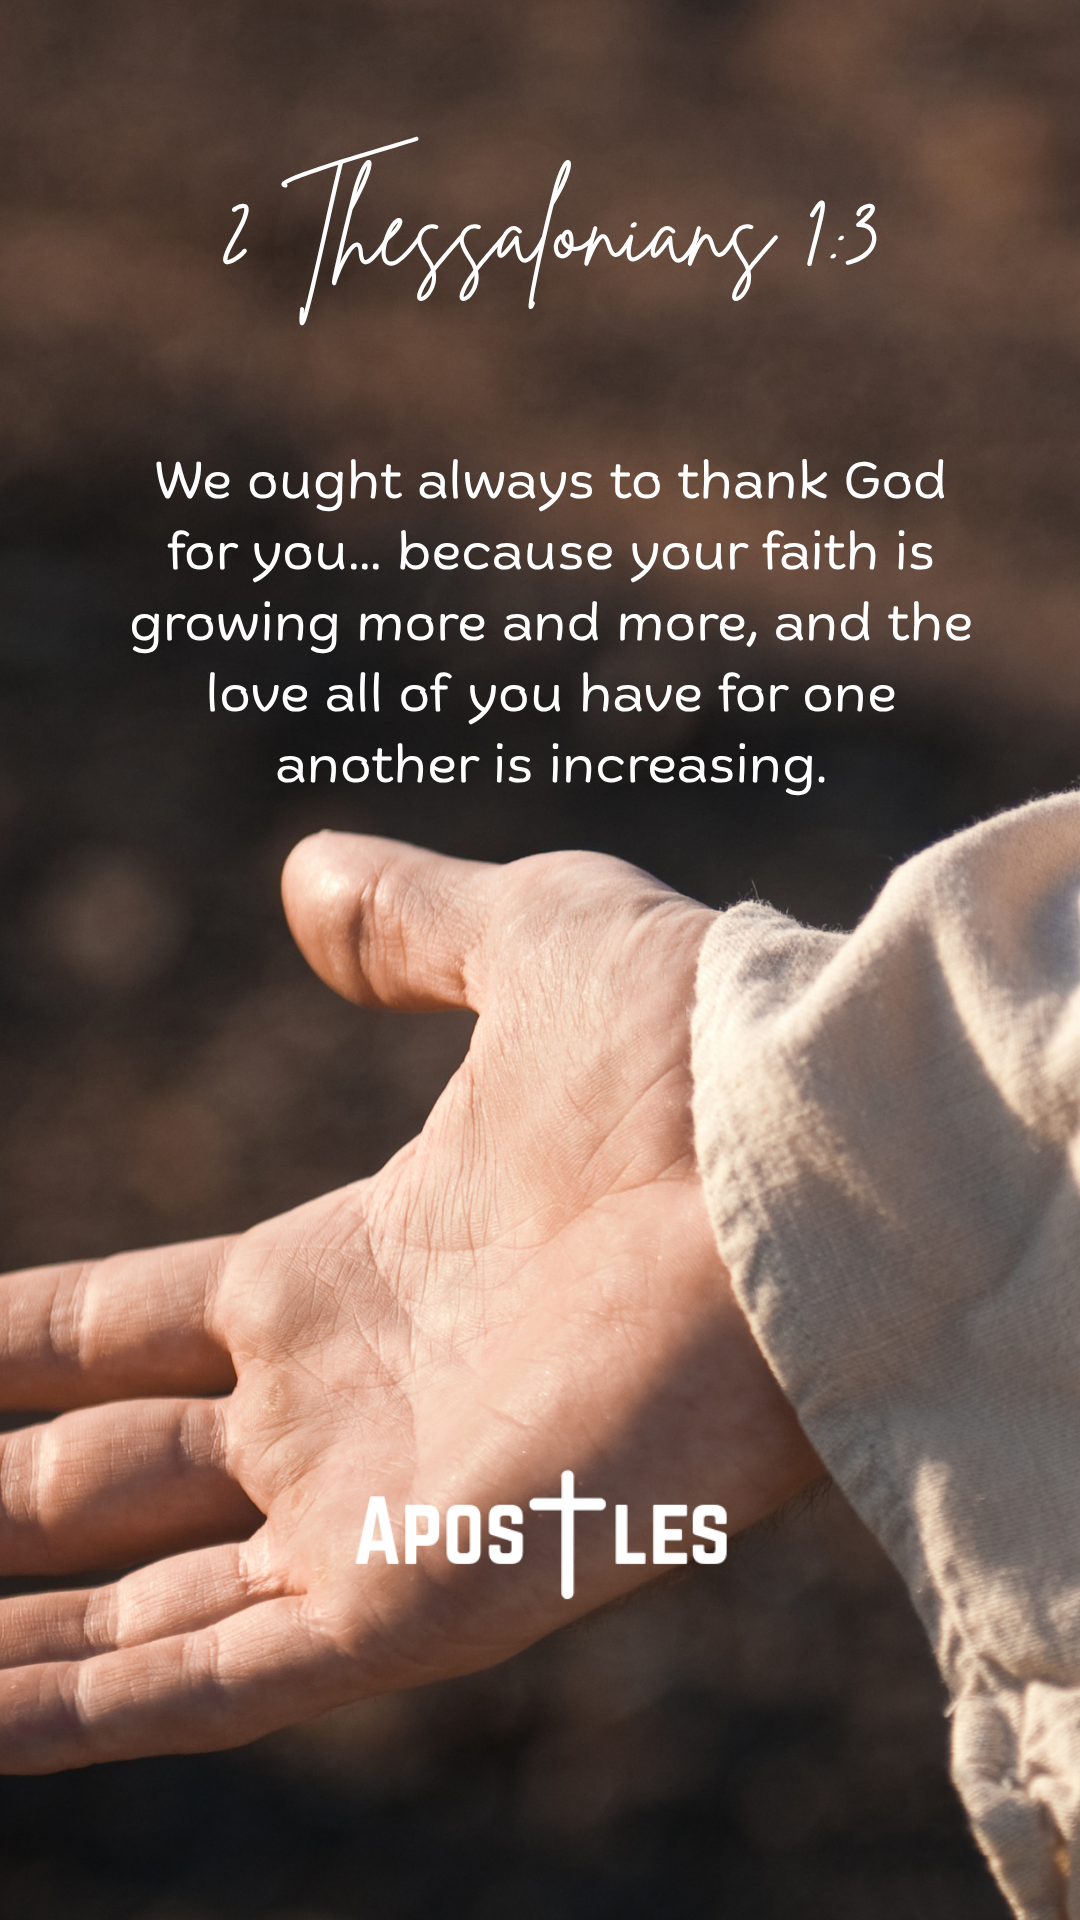 2 Thessalonians 1:3
We ought always to thank God
for you... because your faith is
growing more and more, and the
love all of you have for one
another is increasing.
APOSTLES